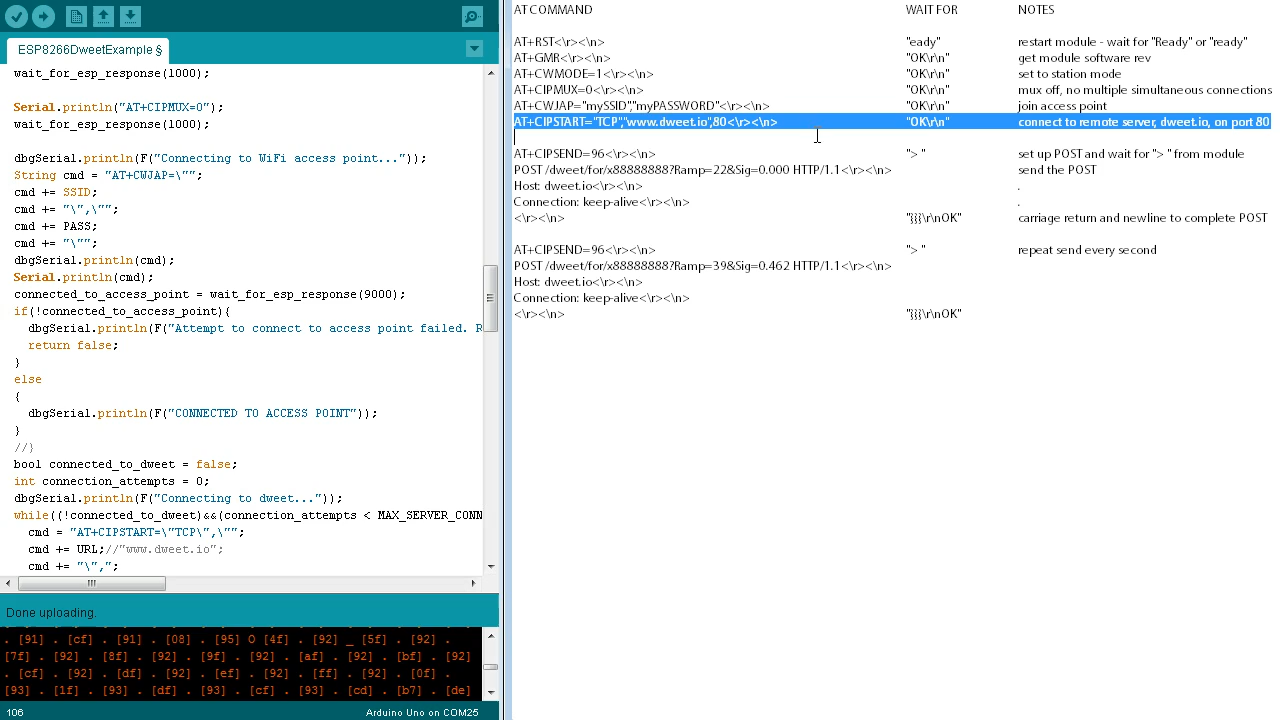 ESP8266DweetExample §
wait_for_esp_response(1000);
Serial.println("AT+CIPMUX=0");
wait_for_esp_response(1000);
dbgSerial.println(F("Connecting to WiFi access point..."));
String cmd = "AT+CWJAP=\"";
cmd += SSID;
cmd += "\",\"";
cmd += PASS;
cmd += "\"";
dbgSerial.println(cmd);
Serial.println(cmd);
connected_to_access_point = wait_for_esp_response(9000);
if(!connected_to_access_point){
dbgSerial.println(F("Attempt to connect to access point failed. R
return false;
}
else
{
dbgSerial.println(F("CONNECTED TO ACCESS POINT"));
}
//}
bool connected_to_dweet = false;
int connection_attempts = 0;
dbgSerial.println(F("Connecting to dweet..."));
while((!connected_to_dweet)&&(connection_attempts < MAX_SERVER_CONN
cmd = "AT+CIPSTART=\"TCP\",\"";
cmd += URL;//"www.dweet.io";
cmd += "\",";
Done uploading.
. [91] . [cf] . [91] . [08] . [95] O [4f] . [92] _ [5f] . [92] .
[7f] . [92] . [8f] . [92] . [9f] . [92] . [af] . [92] . [bf] . [92]
. [cf] . [92] . [df] . [92] . [ef] . [92] . [ff] . [92] . [0f] .
[93] . [1f] . [93] . [df] . [93] . [cf] . [93] . [cd] . [b7] . [de]
106 Arduino Uno on COM25
AT COMMAND WAIT FOR NOTES
AT+RST<\r><\n> "eady" restart module - wait for "Ready" or "ready"
AT+GMR<\r><\n> "OK\r\n" get module software rev
AT+CWMODE=1<\r><\n> "OK\r\n" set to station mode
AT+CIPMUX=0<\r><\n> "OK\r\n" mux off, no multiple simultaneous connections
AT+CWJAP="mySSID","myPASSWORD"<\r><\n> "OK\r\n" join access point
AT+CIPSTART="TCP","www.dweet.io",80<\r><\n> "OK\r\n" connect to remote server, dweet.io, on port 80
AT+CIPSEND=96<\r><\n> "> " set up POST and wait for "> " from module
POST /dweet/for/x88888888?Ramp=22&Sig=0.000 HTTP/1.1<\r><\n> send the POST
Host: dweet.io<\r><\n> .
Connection: keep-alive<\r><\n> .
<\r><\n> "}}}\r\nOK" carriage return and newline to complete POST
AT+CIPSEND=96<\r><\n> "> " repeat send every second
POST /dweet/for/x88888888?Ramp=39&Sig=0.462 HTTP/1.1<\r><\n>
Host: dweet.io<\r><\n>
Connection: keep-alive<\r><\n>
<\r><\n> "}}}\r\nOK"